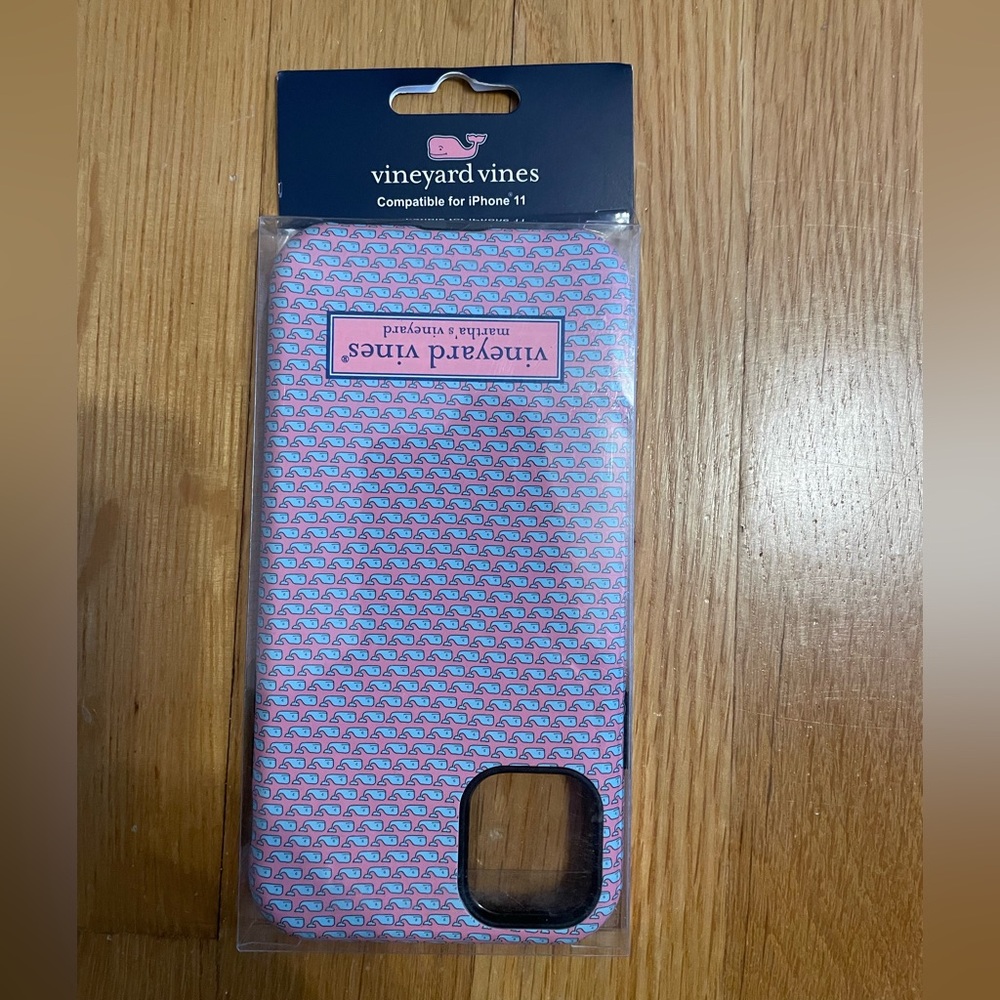 vineyard vines
Compatible for iPhone® 11
vineyard vines®
martha's vineyard